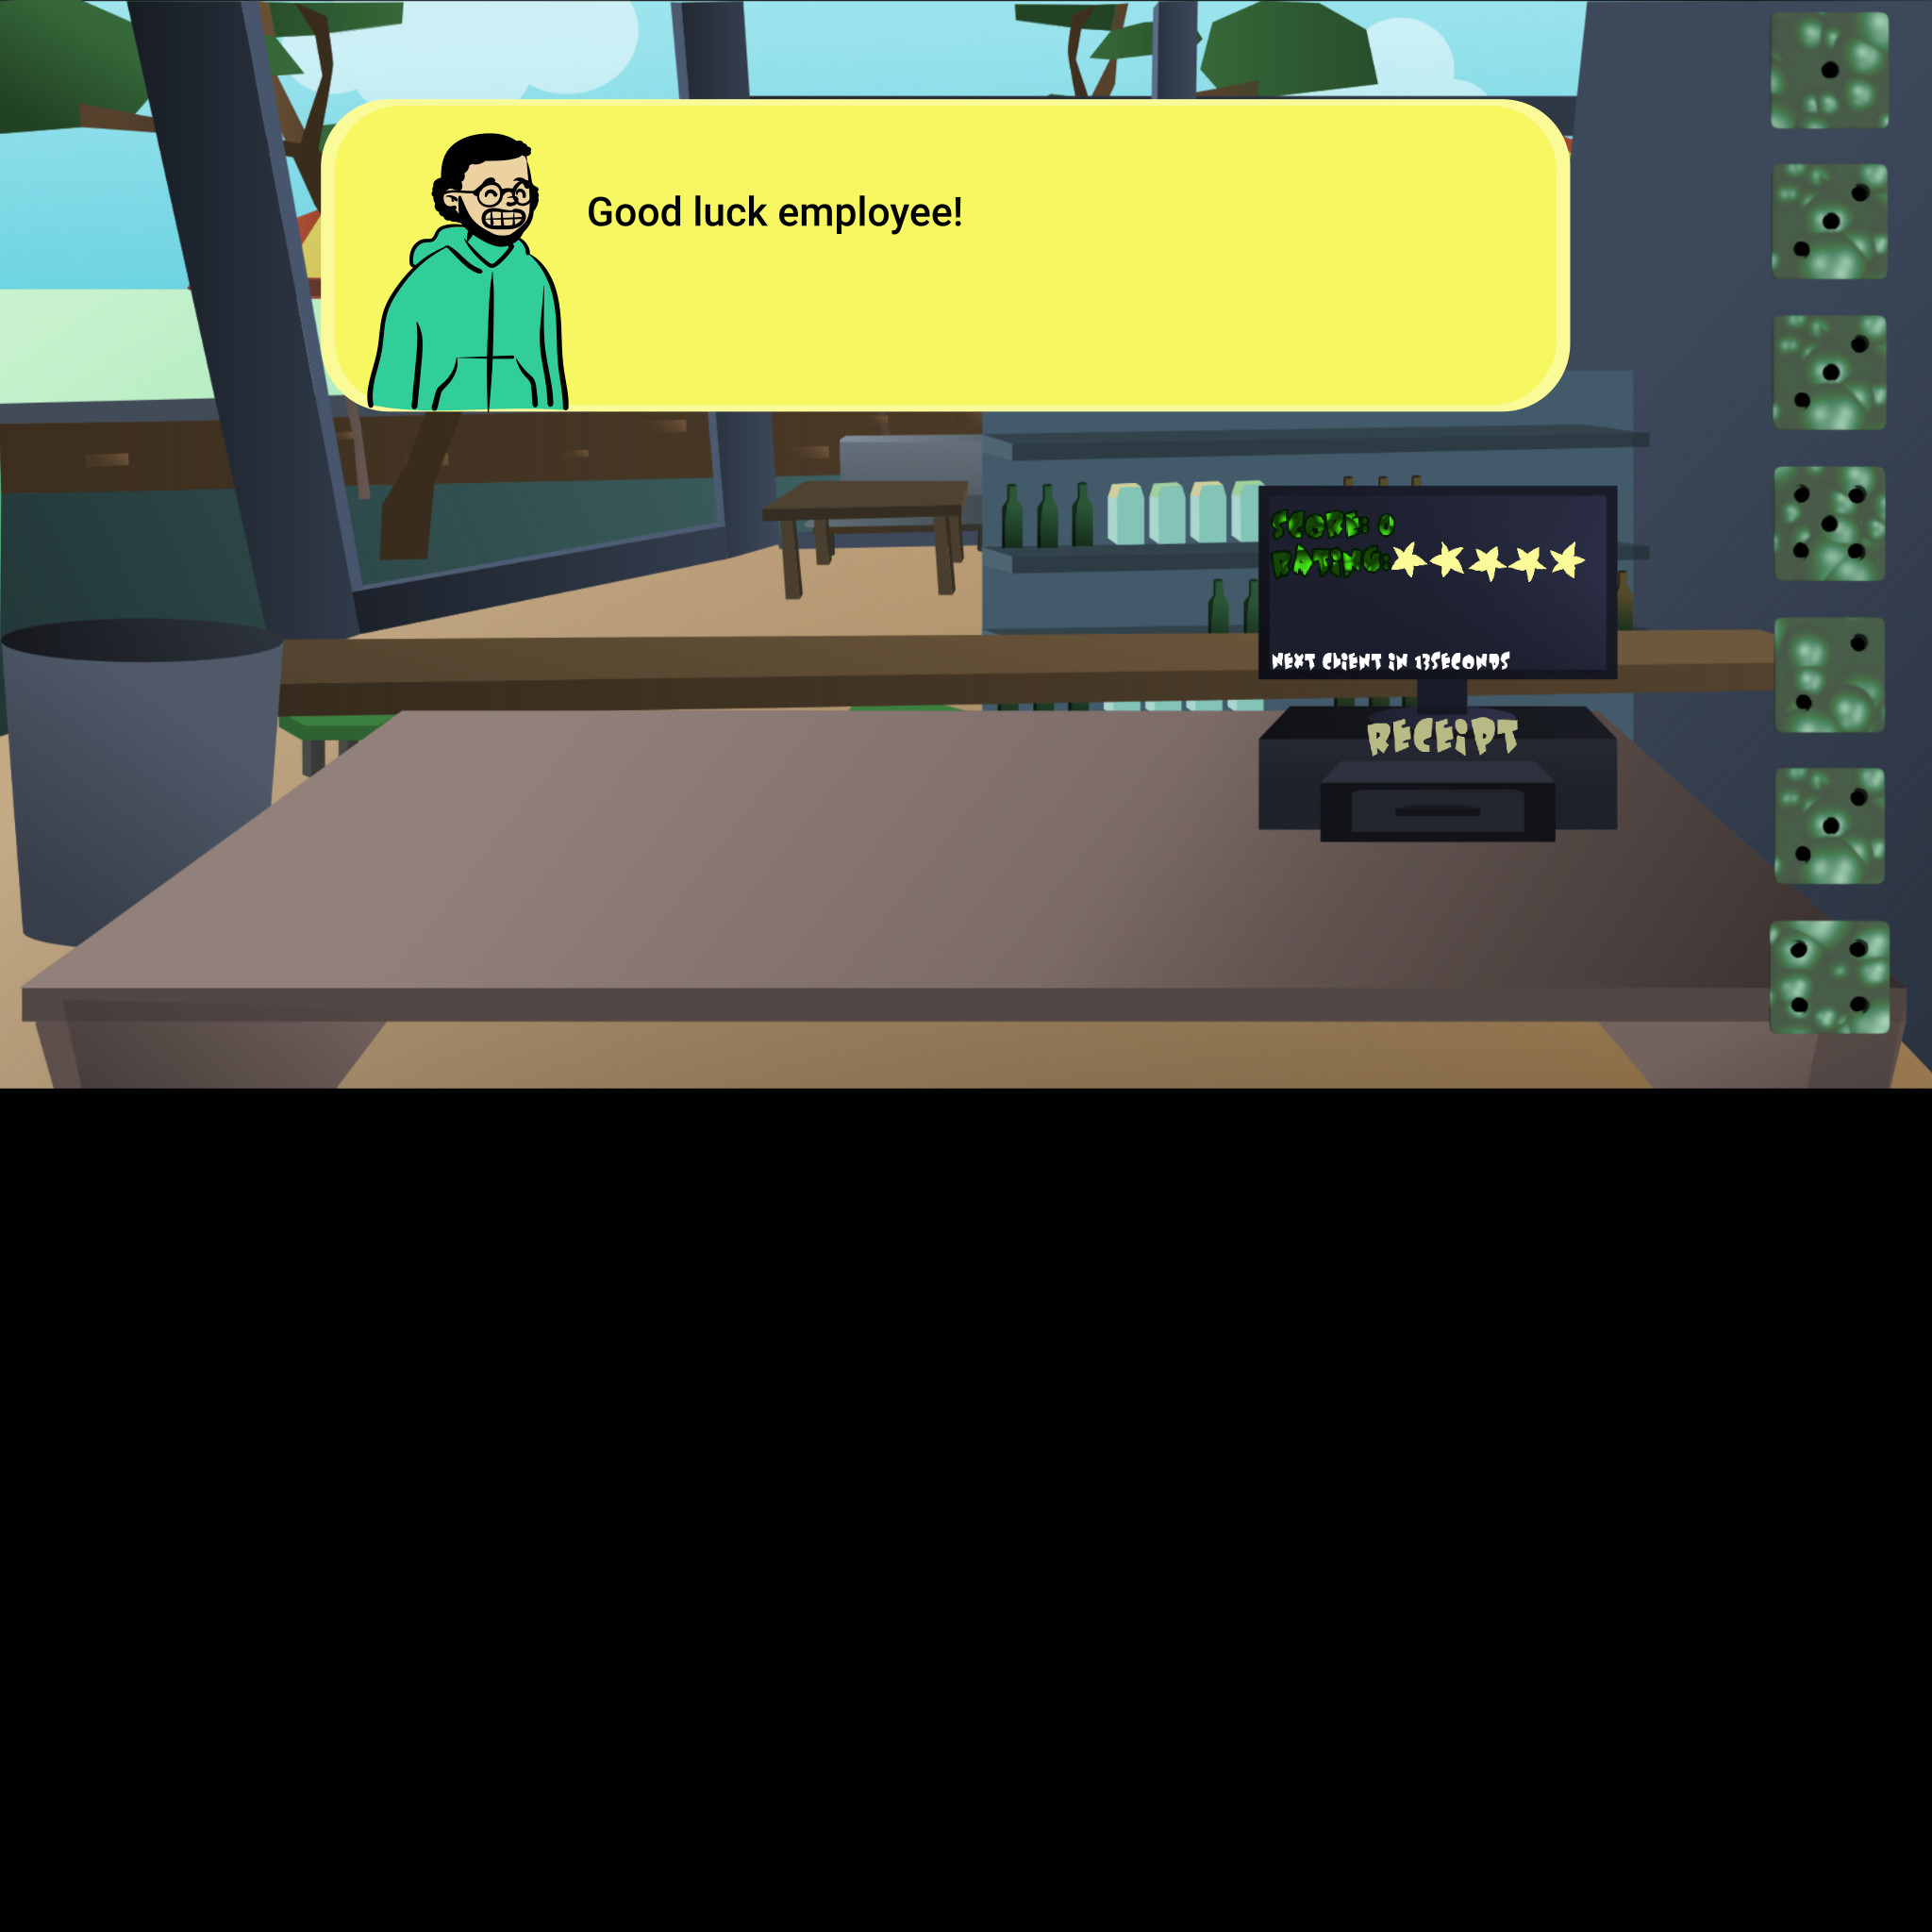 Good luck employee!
SCORE: 0
RATING:
NEXT CLIENT IN 13SECONDS
RECEIPT